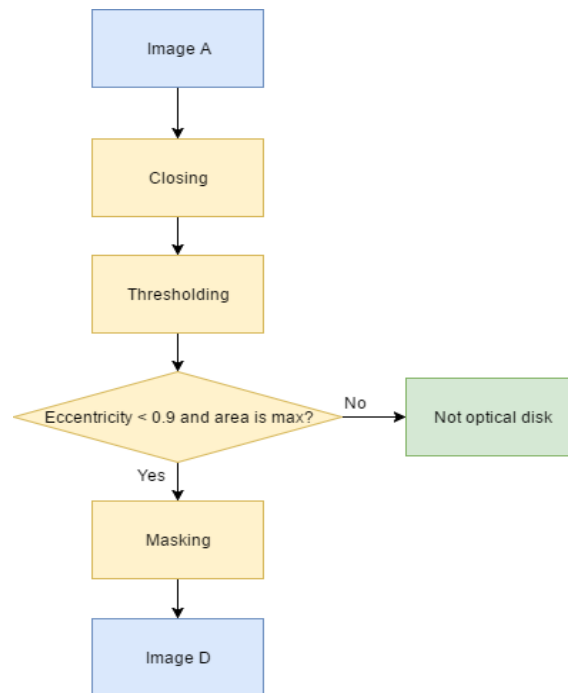 Image A
Closing
Thresholding
Eccentricity < 0.9 and area is max?
No
Not optical disk
Yes
Masking
Image D